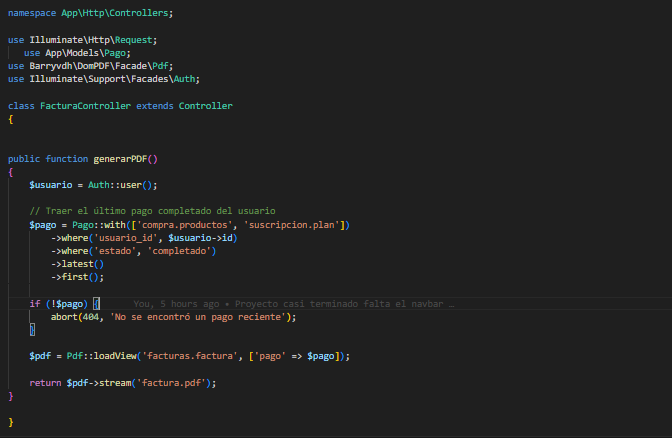 namespace App\Http\Controllers;
use Illuminate\Http\Request;
use App\Models\Pago;
use Barryvdh\DomPDF\Facade\Pdf;
use Illuminate\Support\Facades\Auth;
class FacturaController extends Controller
{
public function generarPDF()
{
$usuario = Auth::user();
// Traer el último pago completado del usuario
$pago = Pago::with(['compra.productos', 'suscripcion.plan'])
->where('usuario_id', $usuario->id)
->where('estado', 'completado')
->latest()
->first();
if (!$pago) { You, 5 hours ago • Proyecto casi terminado falta el navbar …
abort(404, 'No se encontró un pago reciente');
}
$pdf = Pdf::loadView('facturas.factura', ['pago' => $pago]);
return $pdf->stream('factura.pdf');
}
}